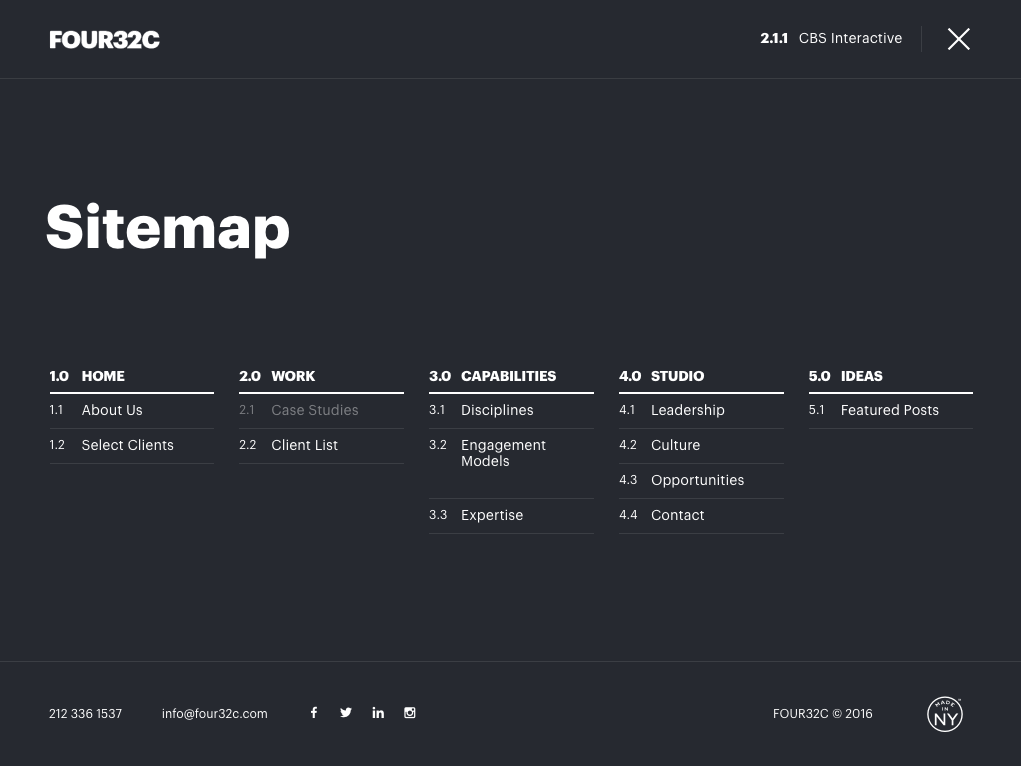 FOUR32C
2.1.1 CBS Interactive
Sitemap
1.0 HOME
1.1 About Us
1.2 Select Clients
2.0 WORK
2.1 Case Studies
2.2 Client List
3.0 CAPABILITIES
3.1 Disciplines
3.2 Engagement
Models
3.3 Expertise
4.0 STUDIO
4.1 Leadership
4.2 Culture
4.3 Opportunities
4.4 Contact
5.0 IDEAS
5.1 Featured Posts
212 336 1537 info@four32c.com
FOUR32C © 2016
MADE
IN
NY